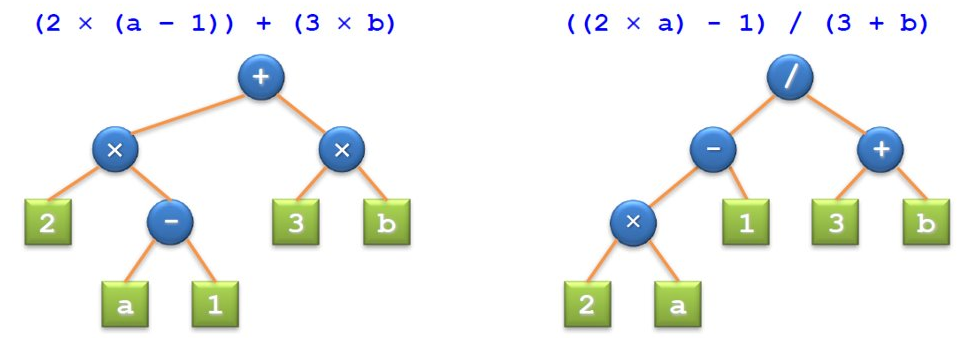 (2 × (a − 1)) + (3 × b)
((2 × a) - 1) / (3 + b)
+
/
×
×
-
+
2
-
3
b
×
1
3
b
a
1
2
a